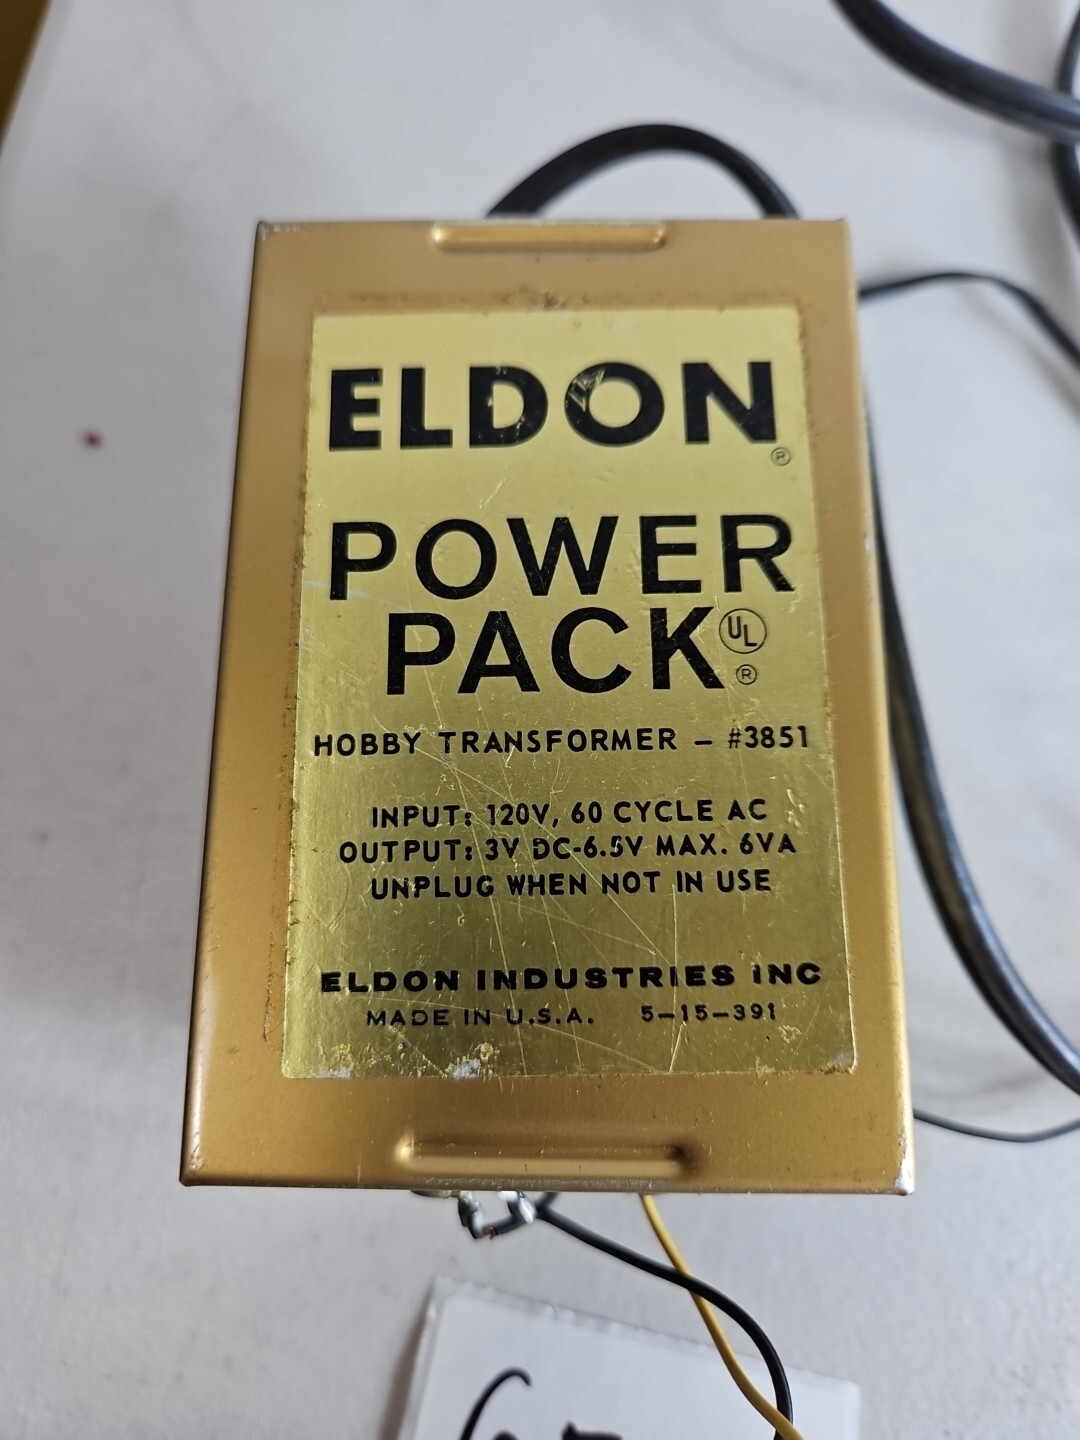 ELDON ®
POWER
PACK UL ®
HOBBY TRANSFORMER – #3851
INPUT: 120V, 60 CYCLE AC
OUTPUT: 3V DC-6.5V MAX. 6VA
UNPLUG WHEN NOT IN USE
ELDON INDUSTRIES INC
MADE IN U.S.A. 5-15-391